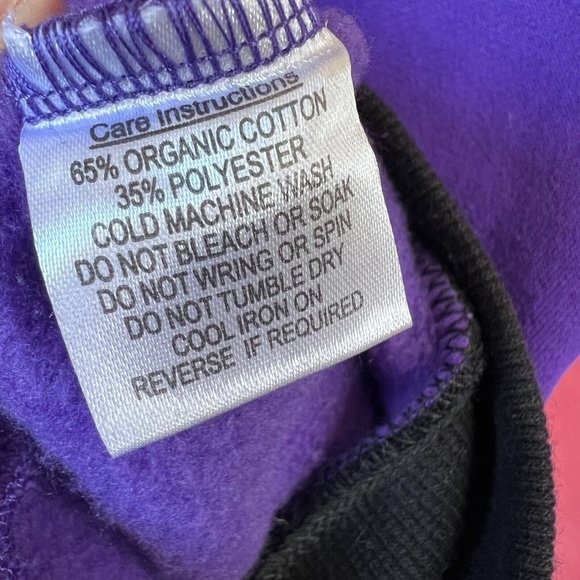 Care Instructions
65% ORGANIC COTTON
35% POLYESTER
COLD MACHINE WASH
DO NOT BLEACH OR SOAK
DO NOT WRING OR SPIN
DO NOT TUMBLE DRY
COOL IRON ON
REVERSE IF REQUIRED